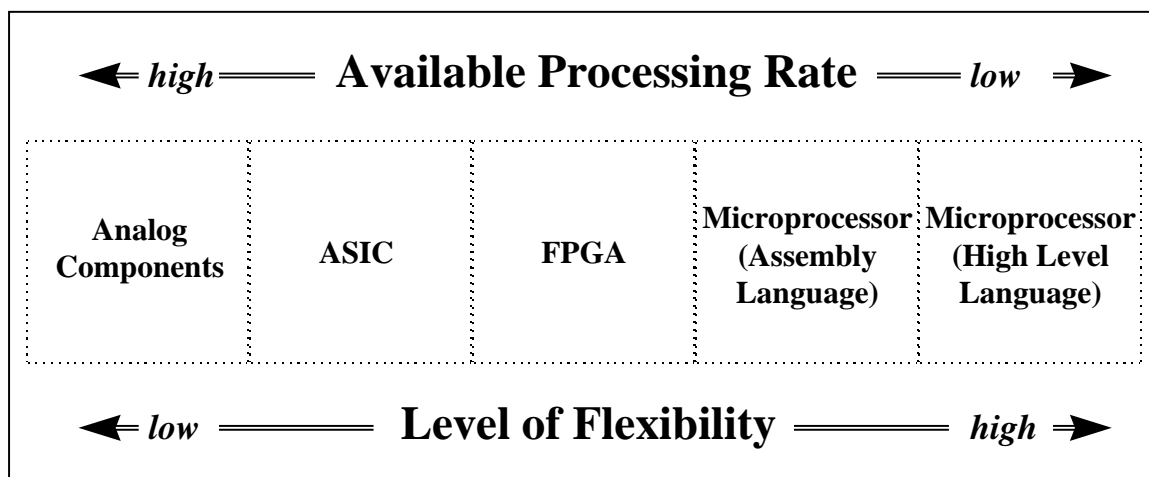 high Available Processing Rate low
Analog
Components
ASIC
FPGA
Microprocessor
(Assembly
Language)
Microprocessor
(High Level
Language)
low Level of Flexibility high